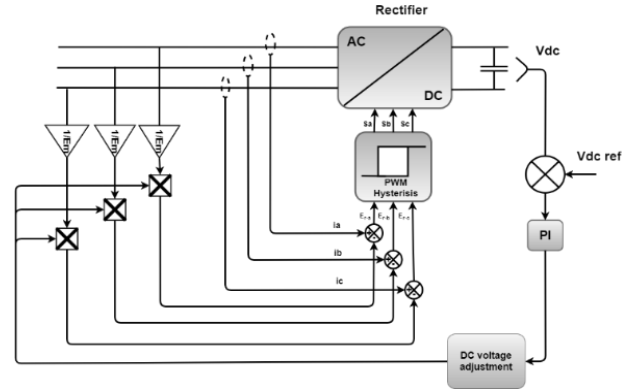 Rectifier
AC
DC
Vdc
Sa Sb Sc
1/Em 1/Em 1/Em
PWM
Hysterisis
Vdc ref
PI
ia
ib
ic
DC voltage
adjustment